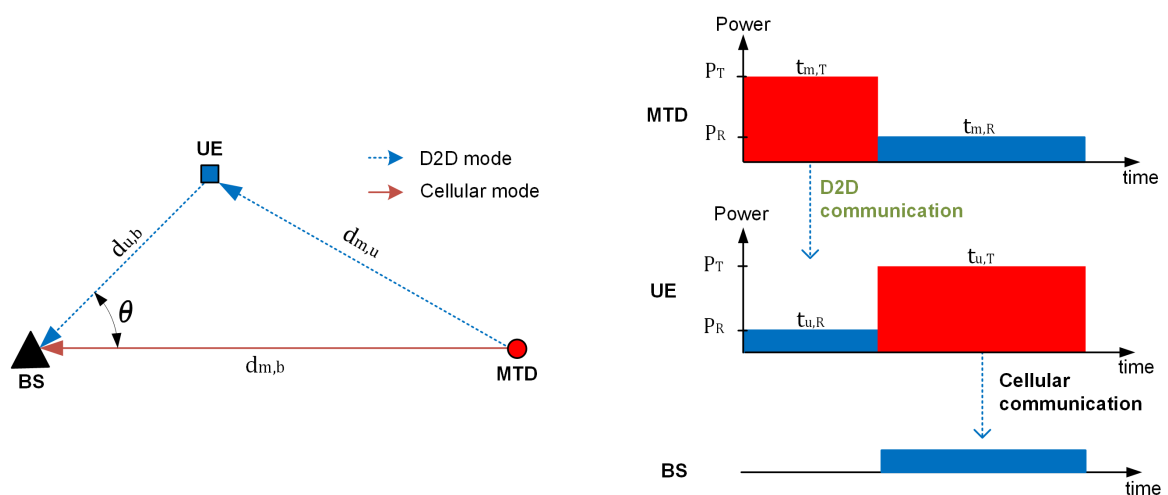 UE
D2D mode
Cellular mode
du,b
dm,u
θ
dm,b
BS
MTD
Power
PT
tm,T
MTD
PR
tm,R
time
D2D
communication
Power
PT
tu,T
UE
PR
tu,R
time
Cellular
communication
BS
time